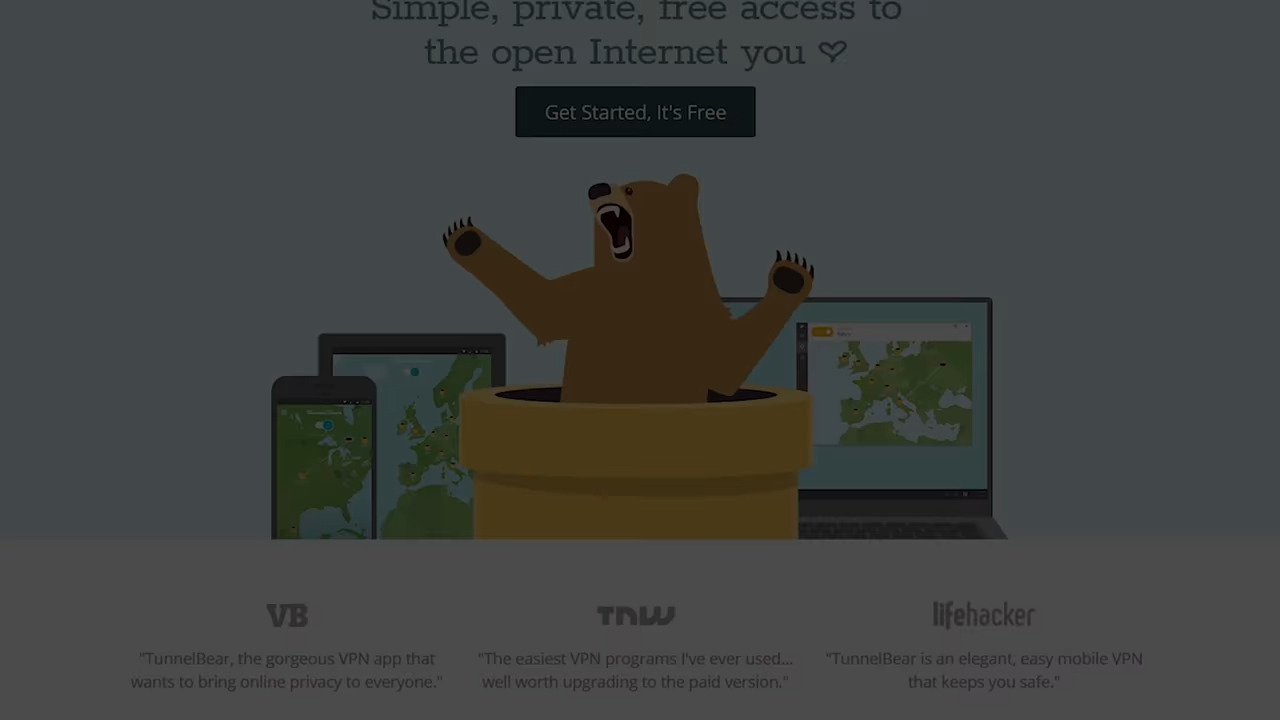 Simple, private, free access to
the open Internet you
Get Started, It's Free
VB
TNW
lifehacker
"TunnelBear, the gorgeous VPN app that
wants to bring online privacy to everyone."
"The easiest VPN programs I've ever used...
well worth upgrading to the paid version."
"TunnelBear is an elegant, easy mobile VPN
that keeps you safe."